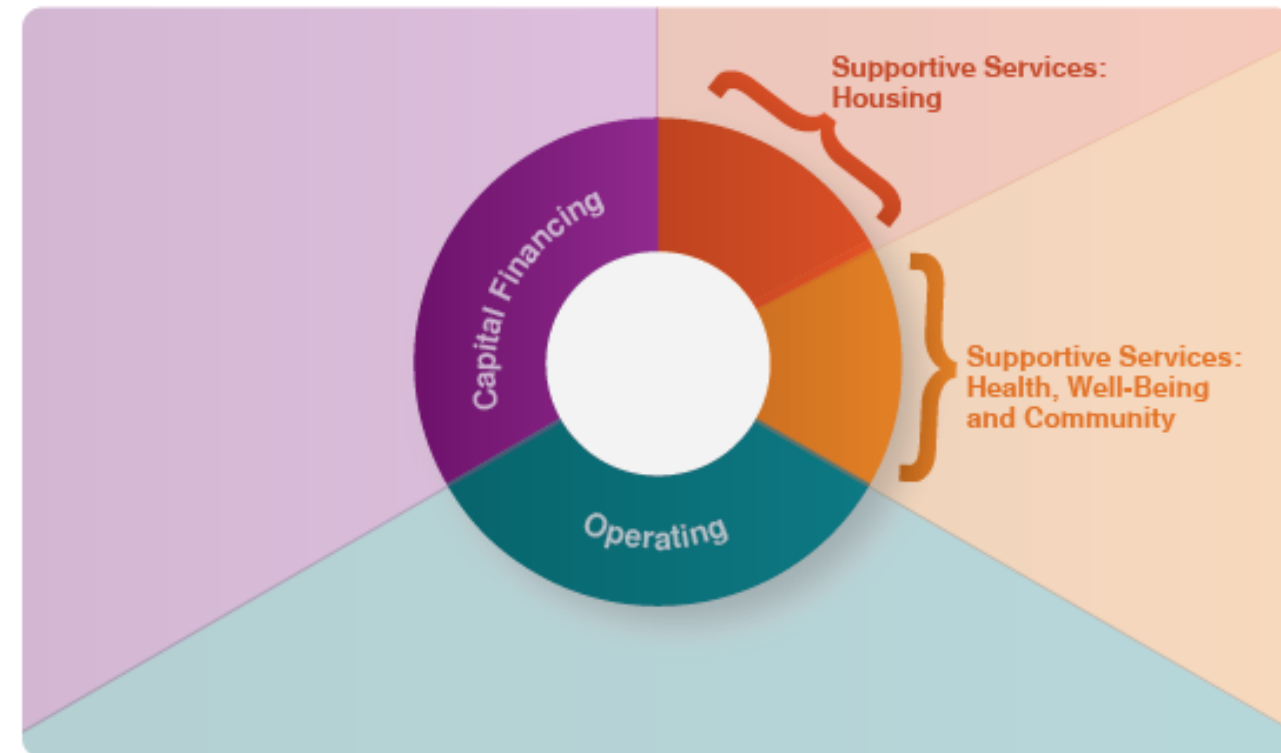 Supportive Services:
Housing
Capital Financing
Supportive Services:
Health, Well-Being
and Community
Operating